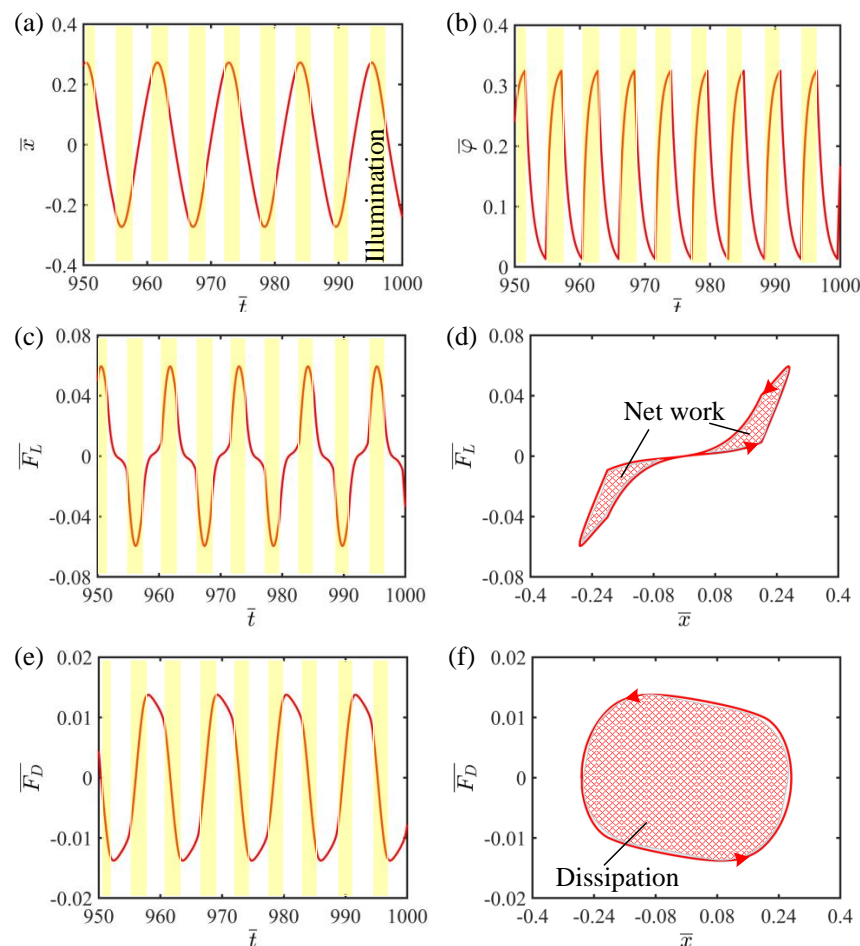 (a)
0.4
0.2
0
-0.2
-0.4
x̅
950 960 970 980 990 1000
t̅
Illumination
(b)
0.4
0.3
0.2
0.1
0
φ̅
950 960 970 980 990 1000
t̅
(c)
0.08
0.04
0
-0.04
-0.08
F̅_L
950 960 970 980 990 1000
t̅
(d)
0.08
0.04
0
-0.04
-0.08
F̅_L
Net work
-0.4 -0.24 -0.08 0.08 0.24 0.4
x̅
(e)
0.02
0.01
0
-0.01
-0.02
F̅_D
950 960 970 980 990 1000
t̅
(f)
0.02
0.01
0
-0.01
-0.02
F̅_D
Dissipation
-0.4 -0.24 -0.08 0.08 0.24 0.4
x̅